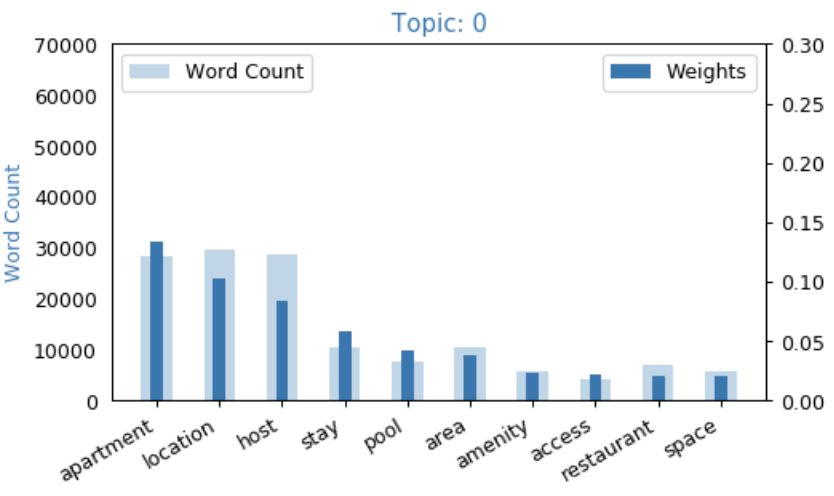 Topic: 0
Word Count
Weights
Word Count
70000
60000
50000
40000
30000
20000
10000
0
0.30
0.25
0.20
0.15
0.10
0.05
0.00
apartment
location
host
stay
pool
area
amenity
access
restaurant
space